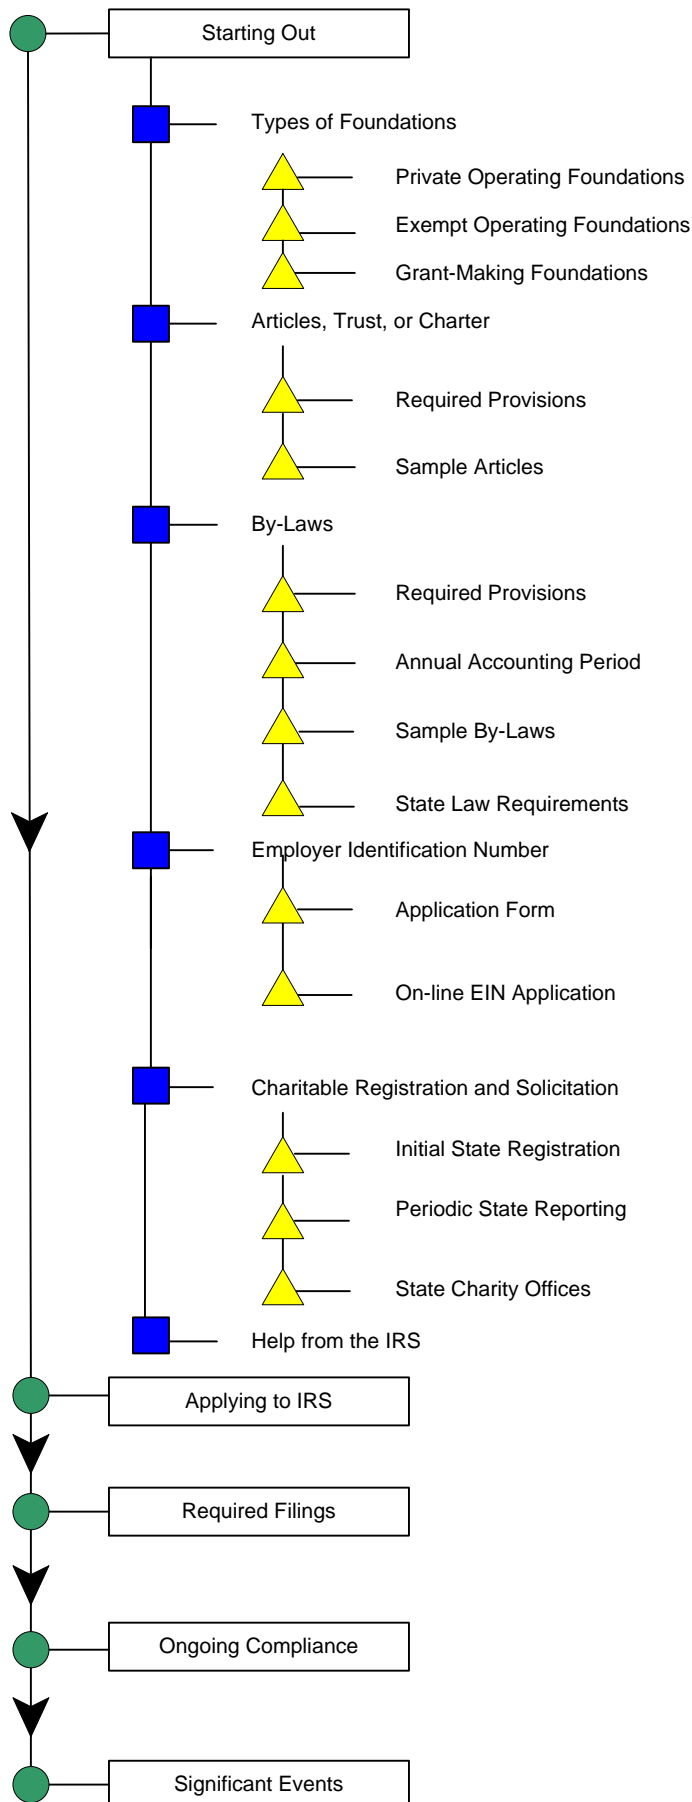 Starting Out
Types of Foundations
Private Operating Foundations
Exempt Operating Foundations
Grant-Making Foundations
Articles, Trust, or Charter
Required Provisions
Sample Articles
By-Laws
Required Provisions
Annual Accounting Period
Sample By-Laws
State Law Requirements
Employer Identification Number
Application Form
On-line EIN Application
Charitable Registration and Solicitation
Initial State Registration
Periodic State Reporting
State Charity Offices
Help from the IRS
Applying to IRS
Required Filings
Ongoing Compliance
Significant Events